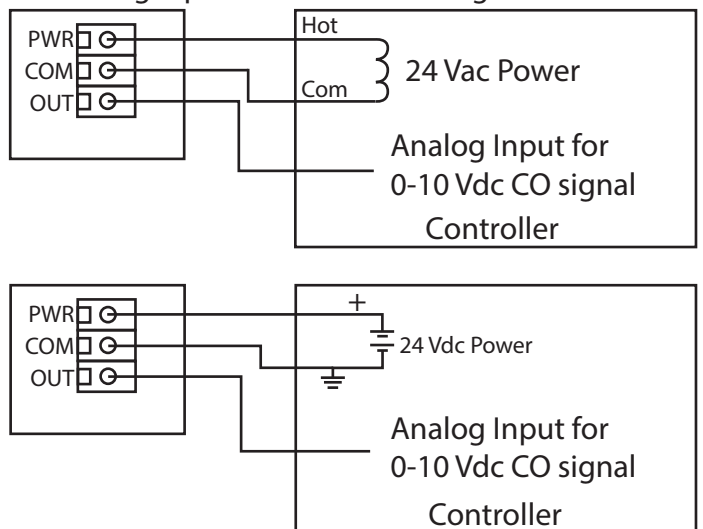 PWR
COM
OUT
Hot
Com
24 Vac Power
Analog Input for
0-10 Vdc CO signal
Controller
PWR
COM
OUT
+
24 Vdc Power
Analog Input for
0-10 Vdc CO signal
Controller